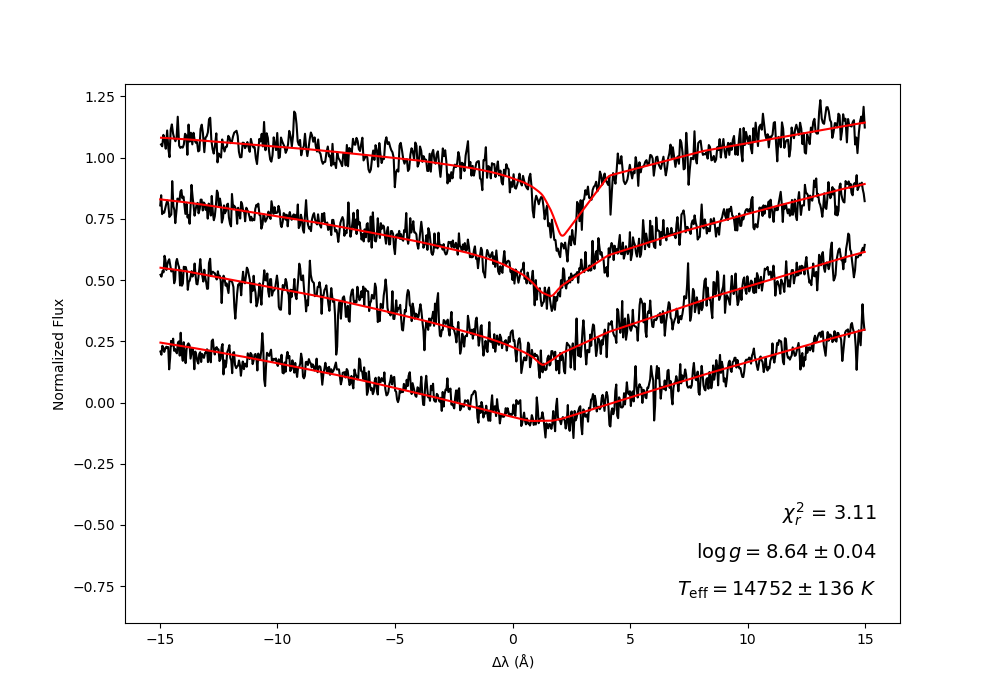 1.25
1.00
0.75
0.50
0.25
0.00
−0.25
−0.50
−0.75
Normalized Flux
χ²ᵣ = 3.11
log g = 8.64 ± 0.04
T_eff = 14752 ± 136 K
−15 −10 −5 0 5 10 15
Δλ (Å)